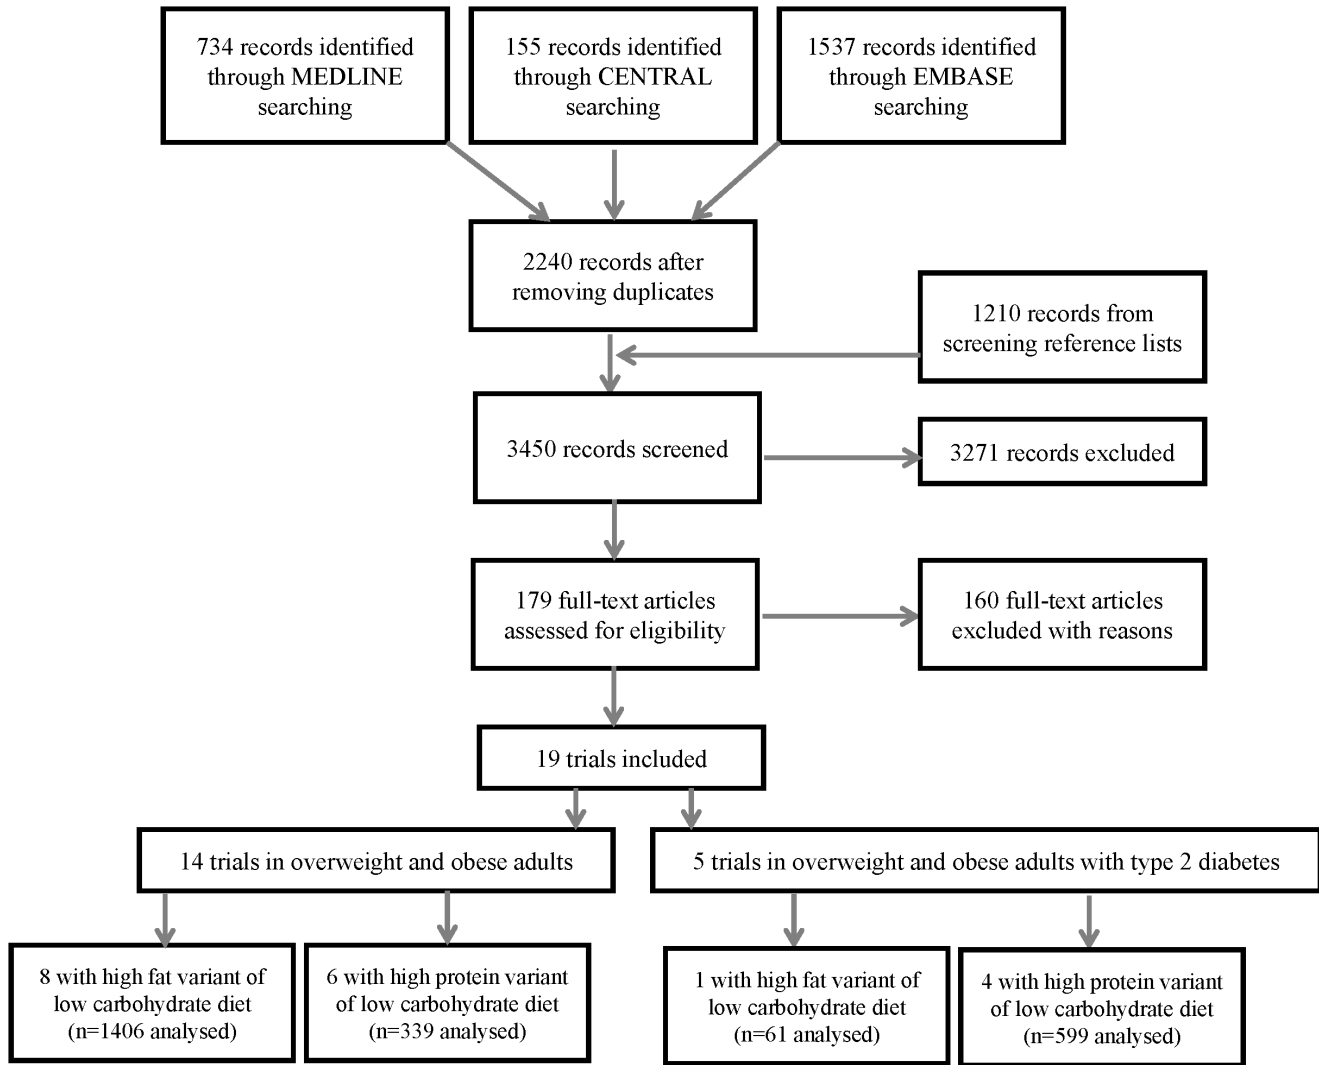 734 records identified
through MEDLINE
searching
155 records identified
through CENTRAL
searching
1537 records identified
through EMBASE
searching
2240 records after
removing duplicates
1210 records from
screening reference lists
3450 records screened
3271 records excluded
179 full-text articles
assessed for eligibility
160 full-text articles
excluded with reasons
19 trials included
14 trials in overweight and obese adults
5 trials in overweight and obese adults with type 2 diabetes
8 with high fat variant of
low carbohydrate diet
(n=1406 analysed)
6 with high protein variant
of low carbohydrate diet
(n=339 analysed)
1 with high fat variant of
low carbohydrate diet
(n=61 analysed)
4 with high protein variant
of low carbohydrate diet
(n=599 analysed)